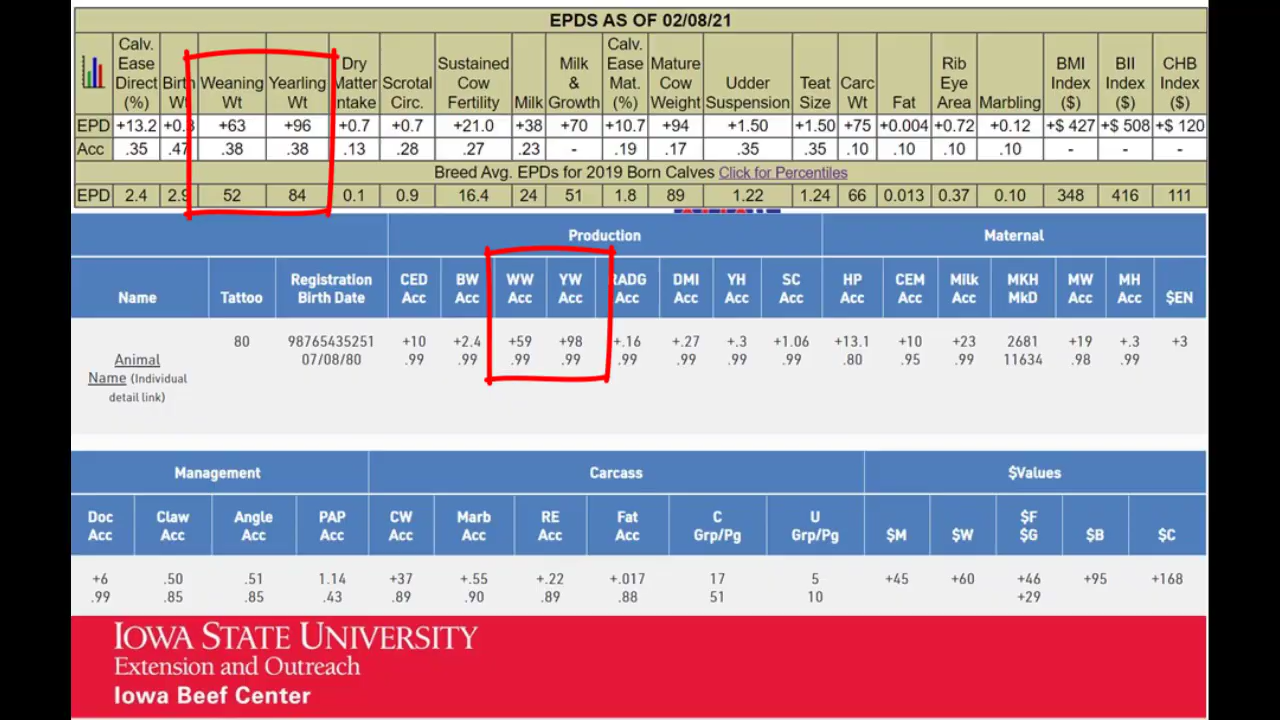 EPDS AS OF 02/08/21
Calv. Ease Direct (%) Birth Wt Weaning Wt Yearling Wt Dry Matter Intake Scrotal Circ. Sustained Cow Fertility Milk Milk & Growth Calv. Ease Mat. (%) Mature Cow Weight Udder Suspension Teat Size Carc Wt Fat Rib Eye Area Marbling BMI Index ($) BII Index ($) CHB Index ($)
EPD +13.2 +0.8 +63 +96 +0.7 +0.7 +21.0 +38 +70 +10.7 +94 +1.50 +1.50 +75 +0.004 +0.72 +0.12 +$ 427 +$ 508 +$ 120
Acc .35 .47 .38 .38 .13 .28 .27 .23 - .19 .17 .35 .35 .10 .10 .10 .10 - - -
Breed Avg. EPDs for 2019 Born Calves Click for Percentiles
EPD 2.4 2.9 52 84 0.1 0.9 16.4 24 51 1.8 89 1.22 1.24 66 0.013 0.37 0.10 348 416 111
Production Maternal
Name Tattoo Registration Birth Date CED Acc BW Acc WW Acc YW Acc RADG Acc DMI Acc YH Acc SC Acc HP Acc CEM Acc Milk Acc MKH MkD MW Acc MH Acc $EN
80 98765435251 +10 +2.4 +59 +98 +.16 +.27 +.3 +1.06 +13.1 +10 +23 2681 +19 +.3 +3
Animal 07/08/80 .99 .99 .99 .99 .99 .99 .99 .99 .80 .95 .99 11634 .98 .99
Name (Individual
detail link)
Management Carcass $Values
Doc Acc Claw Acc Angle Acc PAP Acc CW Acc Marb Acc RE Acc Fat Acc C Grp/Pg U Grp/Pg $M $W $F $G $B $C
+6 .50 .51 1.14 +37 +.55 +.22 +.017 17 5 +45 +60 +46 +95 +168
.99 .85 .85 .43 .89 .90 .89 .88 51 10 +29
IOWA STATE UNIVERSITY
Extension and Outreach
Iowa Beef Center